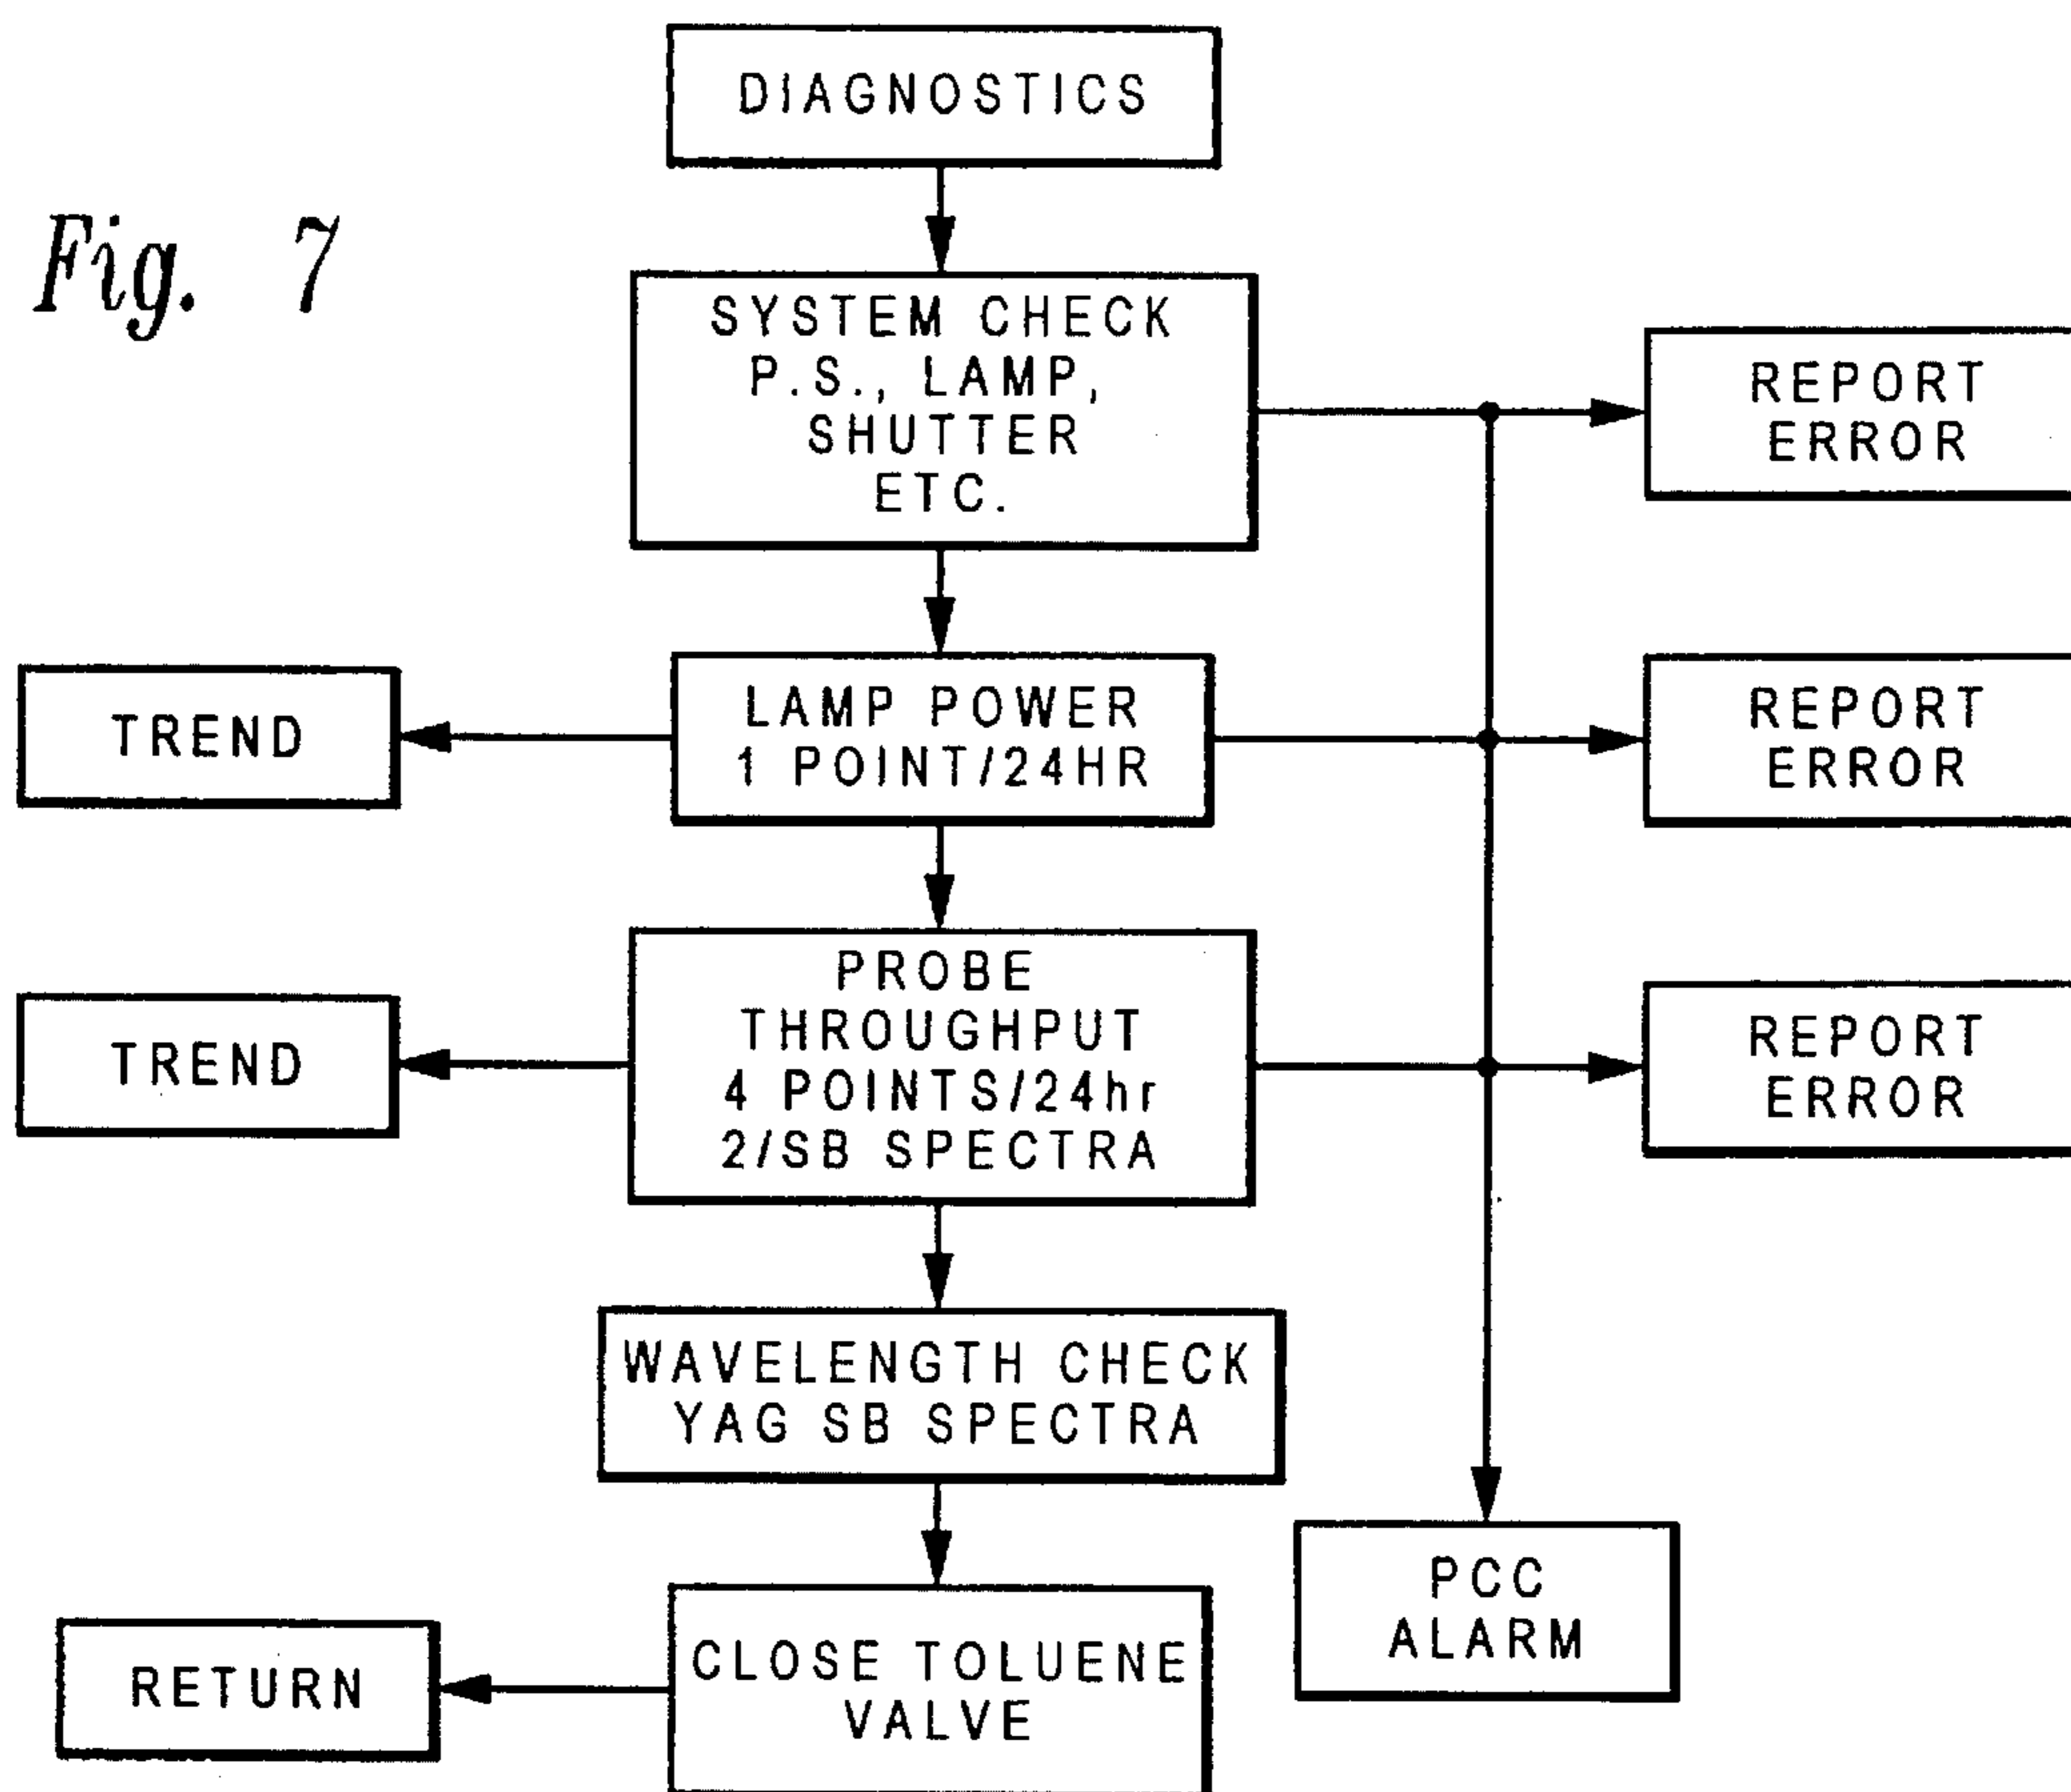 Fig. 7
DIAGNOSTICS
SYSTEM CHECK
P.S., LAMP,
SHUTTER
ETC.
REPORT
ERROR
TREND
LAMP POWER
1 POINT/24HR
REPORT
ERROR
TREND
PROBE
THROUGHPUT
4 POINTS/24hr
2/SB SPECTRA
REPORT
ERROR
WAVELENGTH CHECK
YAG SB SPECTRA
RETURN
CLOSE TOLUENE
VALVE
PCC
ALARM